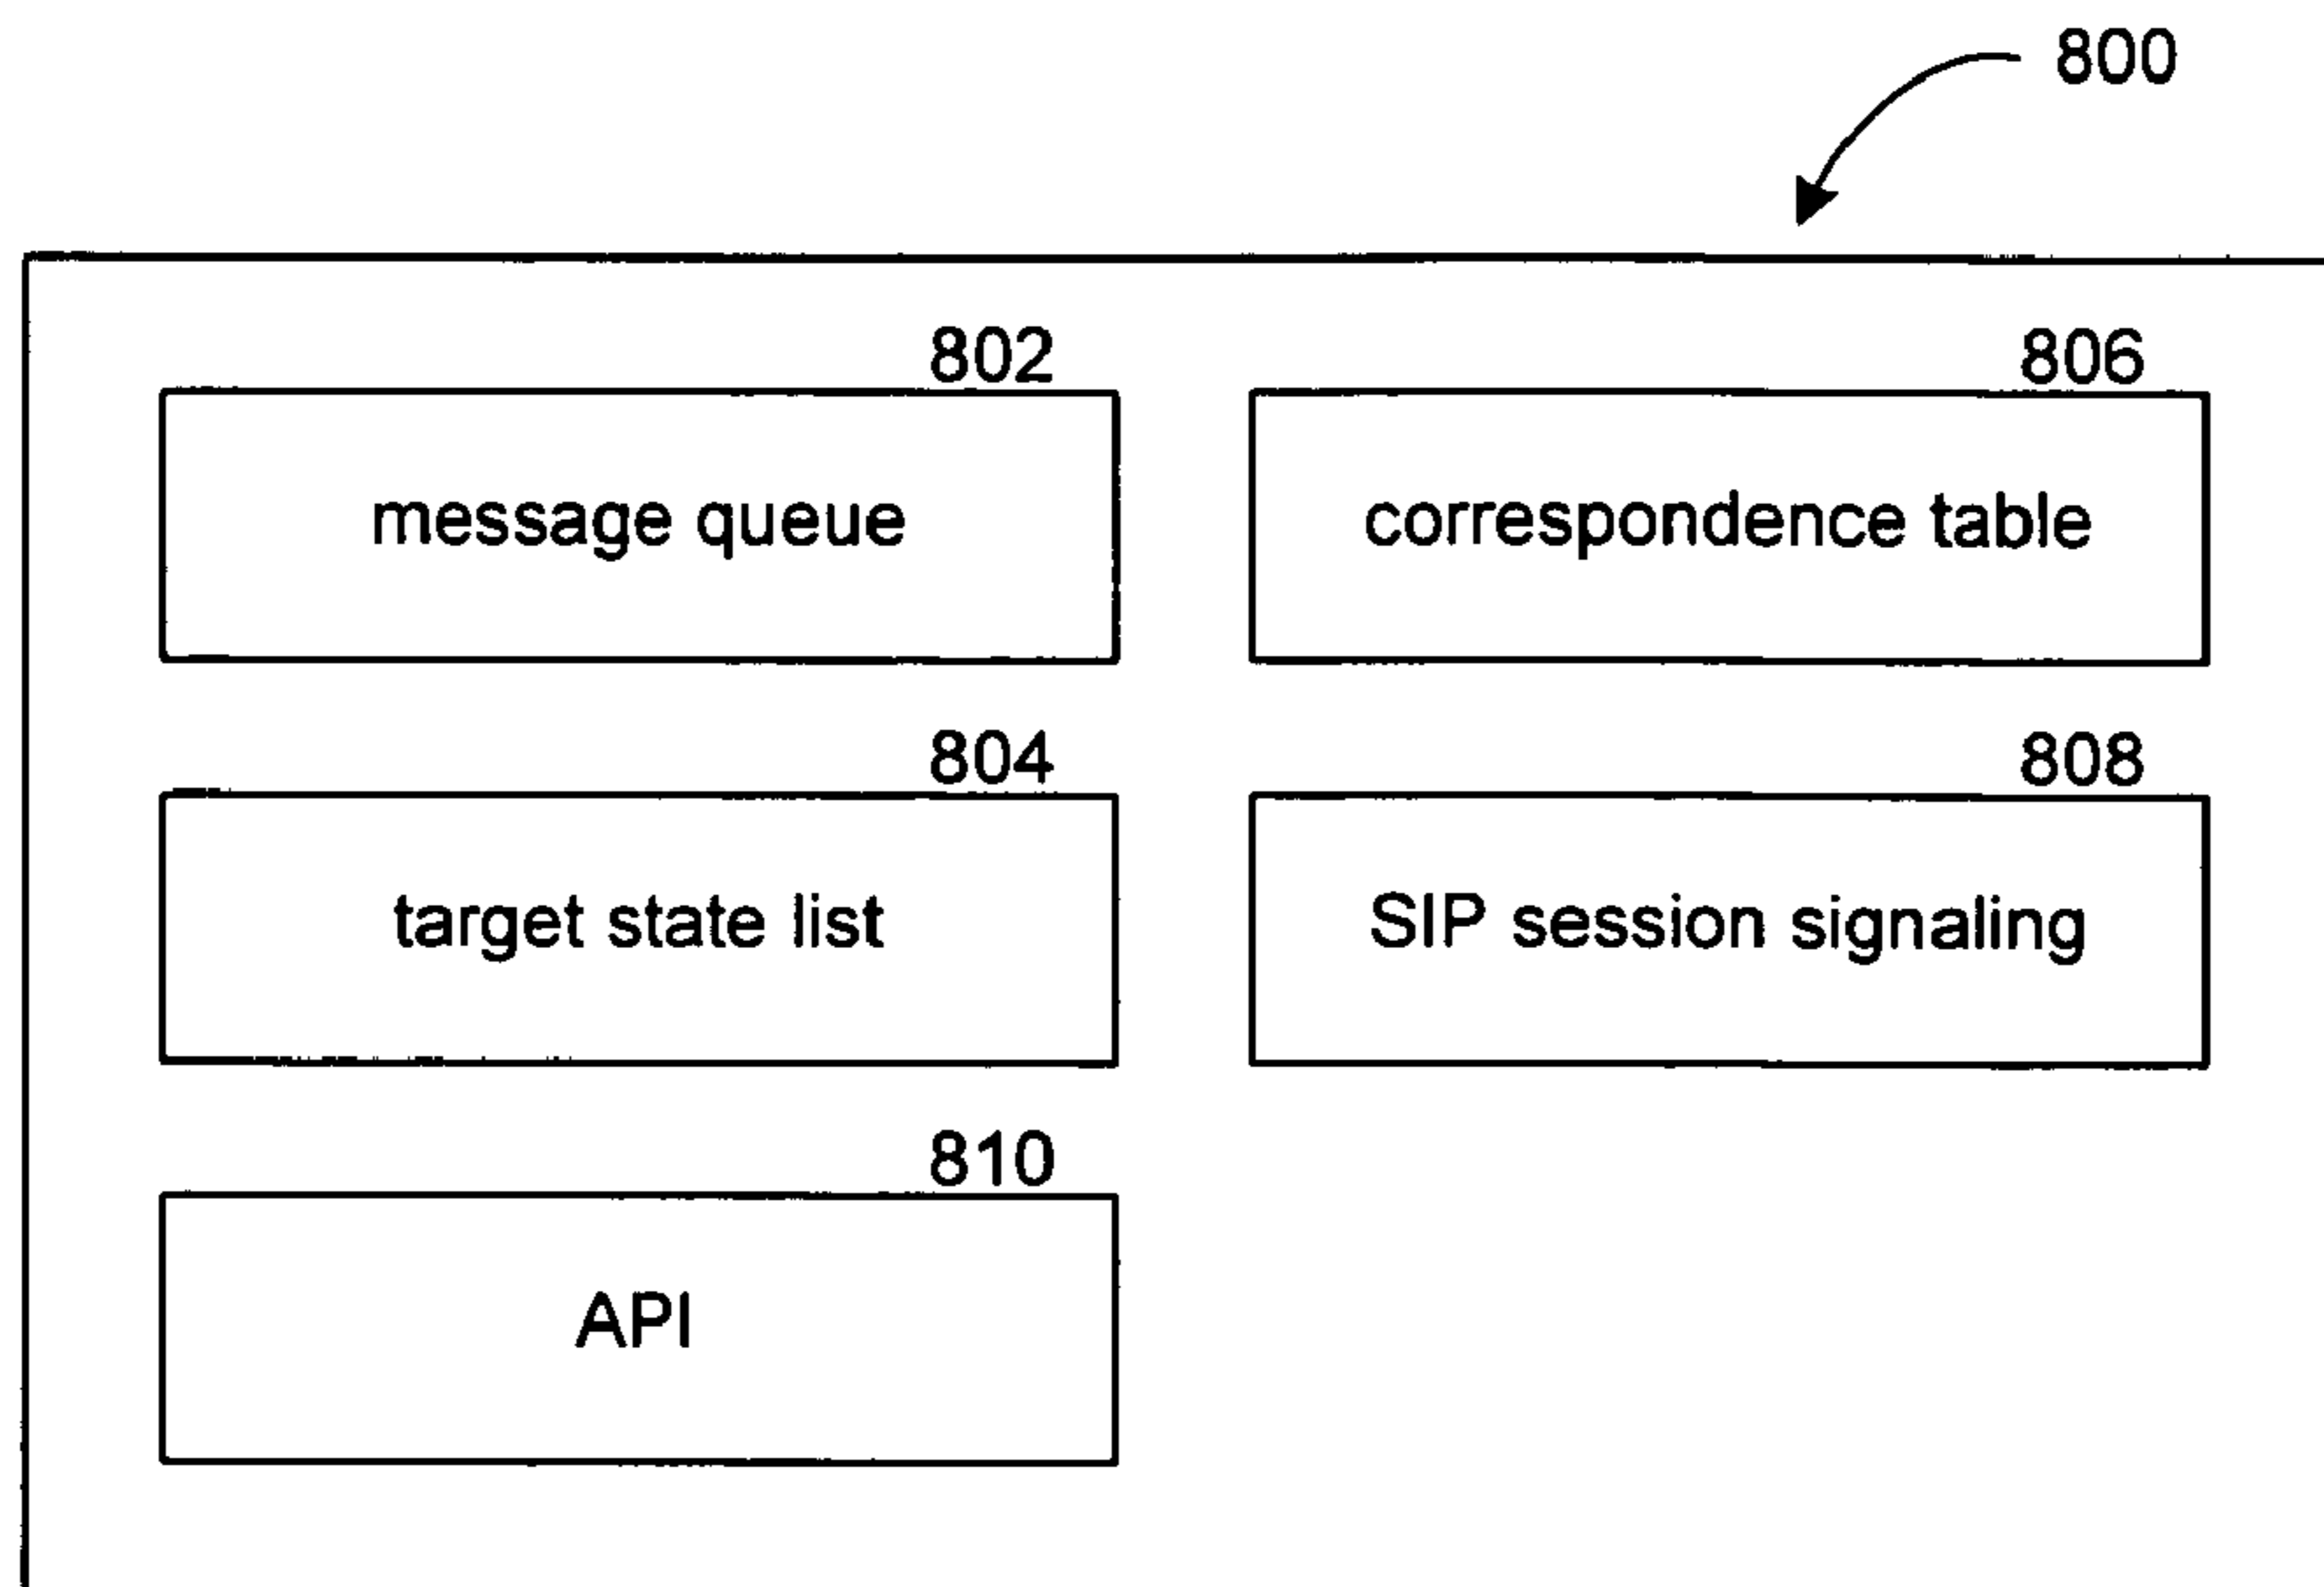 800
802
806
message queue
correspondence table
804
808
target state list
SIP session signaling
810
API